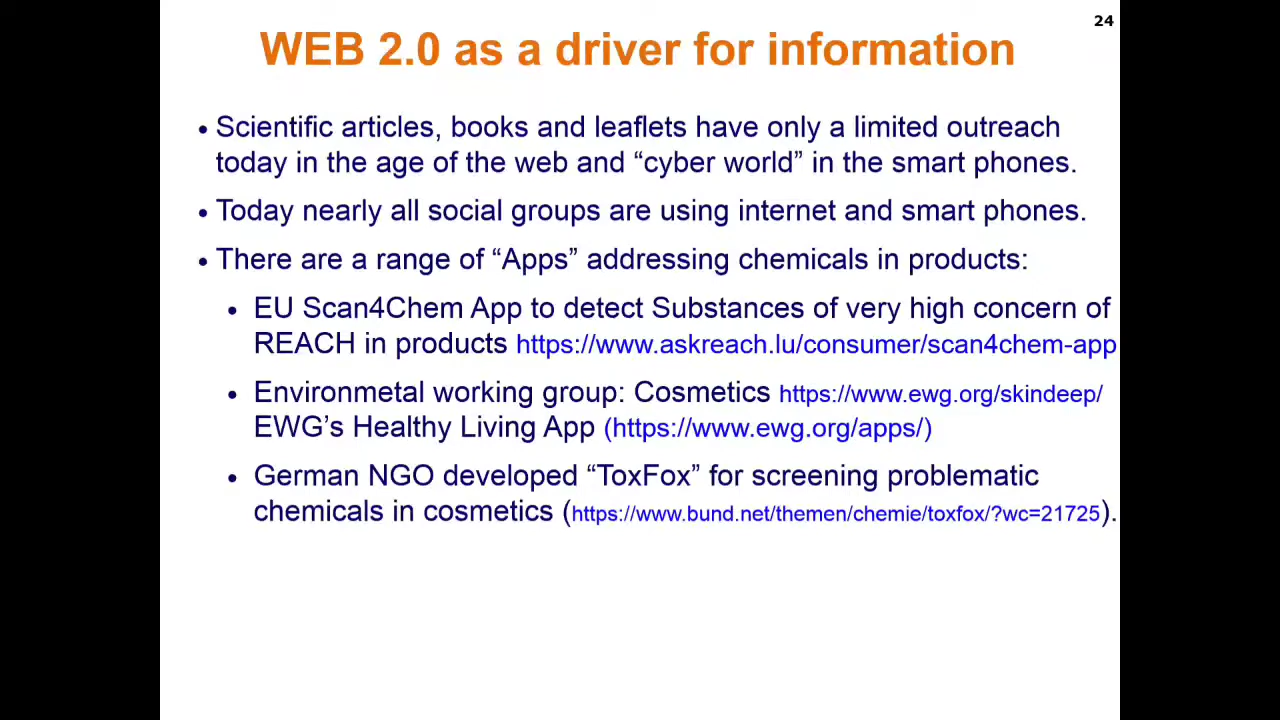 24
WEB 2.0 as a driver for information
• Scientific articles, books and leaflets have only a limited outreach
today in the age of the web and “cyber world” in the smart phones.
• Today nearly all social groups are using internet and smart phones.
• There are a range of “Apps” addressing chemicals in products:
• EU Scan4Chem App to detect Substances of very high concern of
REACH in products https://www.askreach.lu/consumer/scan4chem-app
• Environmetal working group: Cosmetics https://www.ewg.org/skindeep/
EWG’s Healthy Living App (https://www.ewg.org/apps/)
• German NGO developed “ToxFox” for screening problematic
chemicals in cosmetics (https://www.bund.net/themen/chemie/toxfox/?wc=21725).